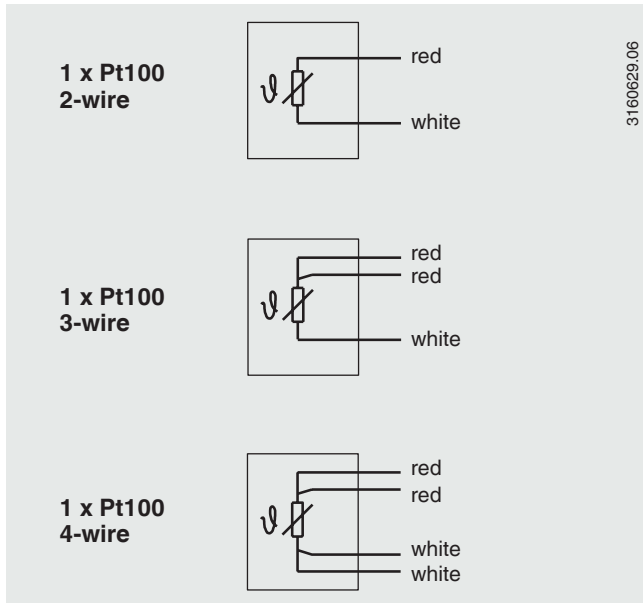 1 x Pt100
2-wire
ϑ
red
white
3160629.06
1 x Pt100
3-wire
ϑ
red
red
white
1 x Pt100
4-wire
ϑ
red
red
white
white